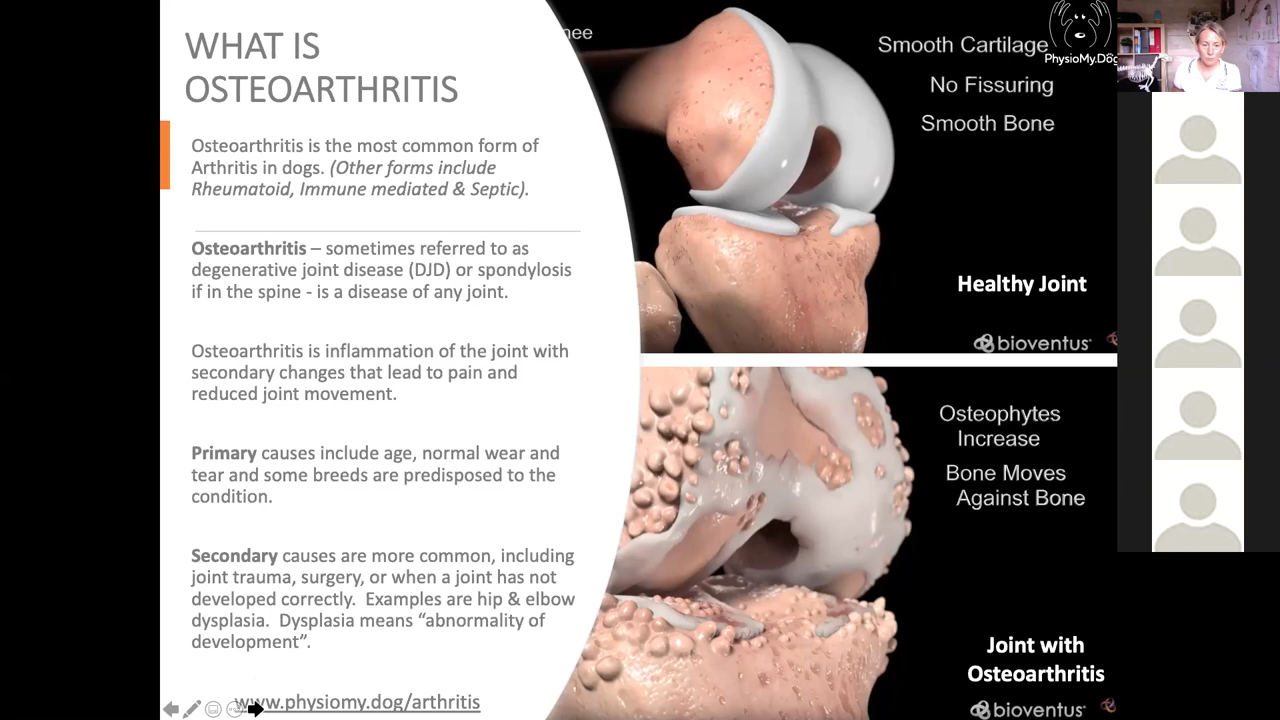 WHAT IS
OSTEOARTHRITIS
Osteoarthritis is the most common form of
Arthritis in dogs. (Other forms include
Rheumatoid, Immune mediated & Septic).
Osteoarthritis – sometimes referred to as
degenerative joint disease (DJD) or spondylosis
if in the spine - is a disease of any joint.
Osteoarthritis is inflammation of the joint with
secondary changes that lead to pain and
reduced joint movement.
Primary causes include age, normal wear and
tear and some breeds are predisposed to the
condition.
Secondary causes are more common, including
joint trauma, surgery, or when a joint has not
developed correctly. Examples are hip & elbow
dysplasia. Dysplasia means “abnormality of
development”.
www.physiomy.dog/arthritis
nee
Smooth Cartilage
No Fissuring
Smooth Bone
Healthy Joint
bioventus
Osteophytes
Increase
Bone Moves
Against Bone
Joint with
Osteoarthritis
bioventus
PhysioMy.Dog